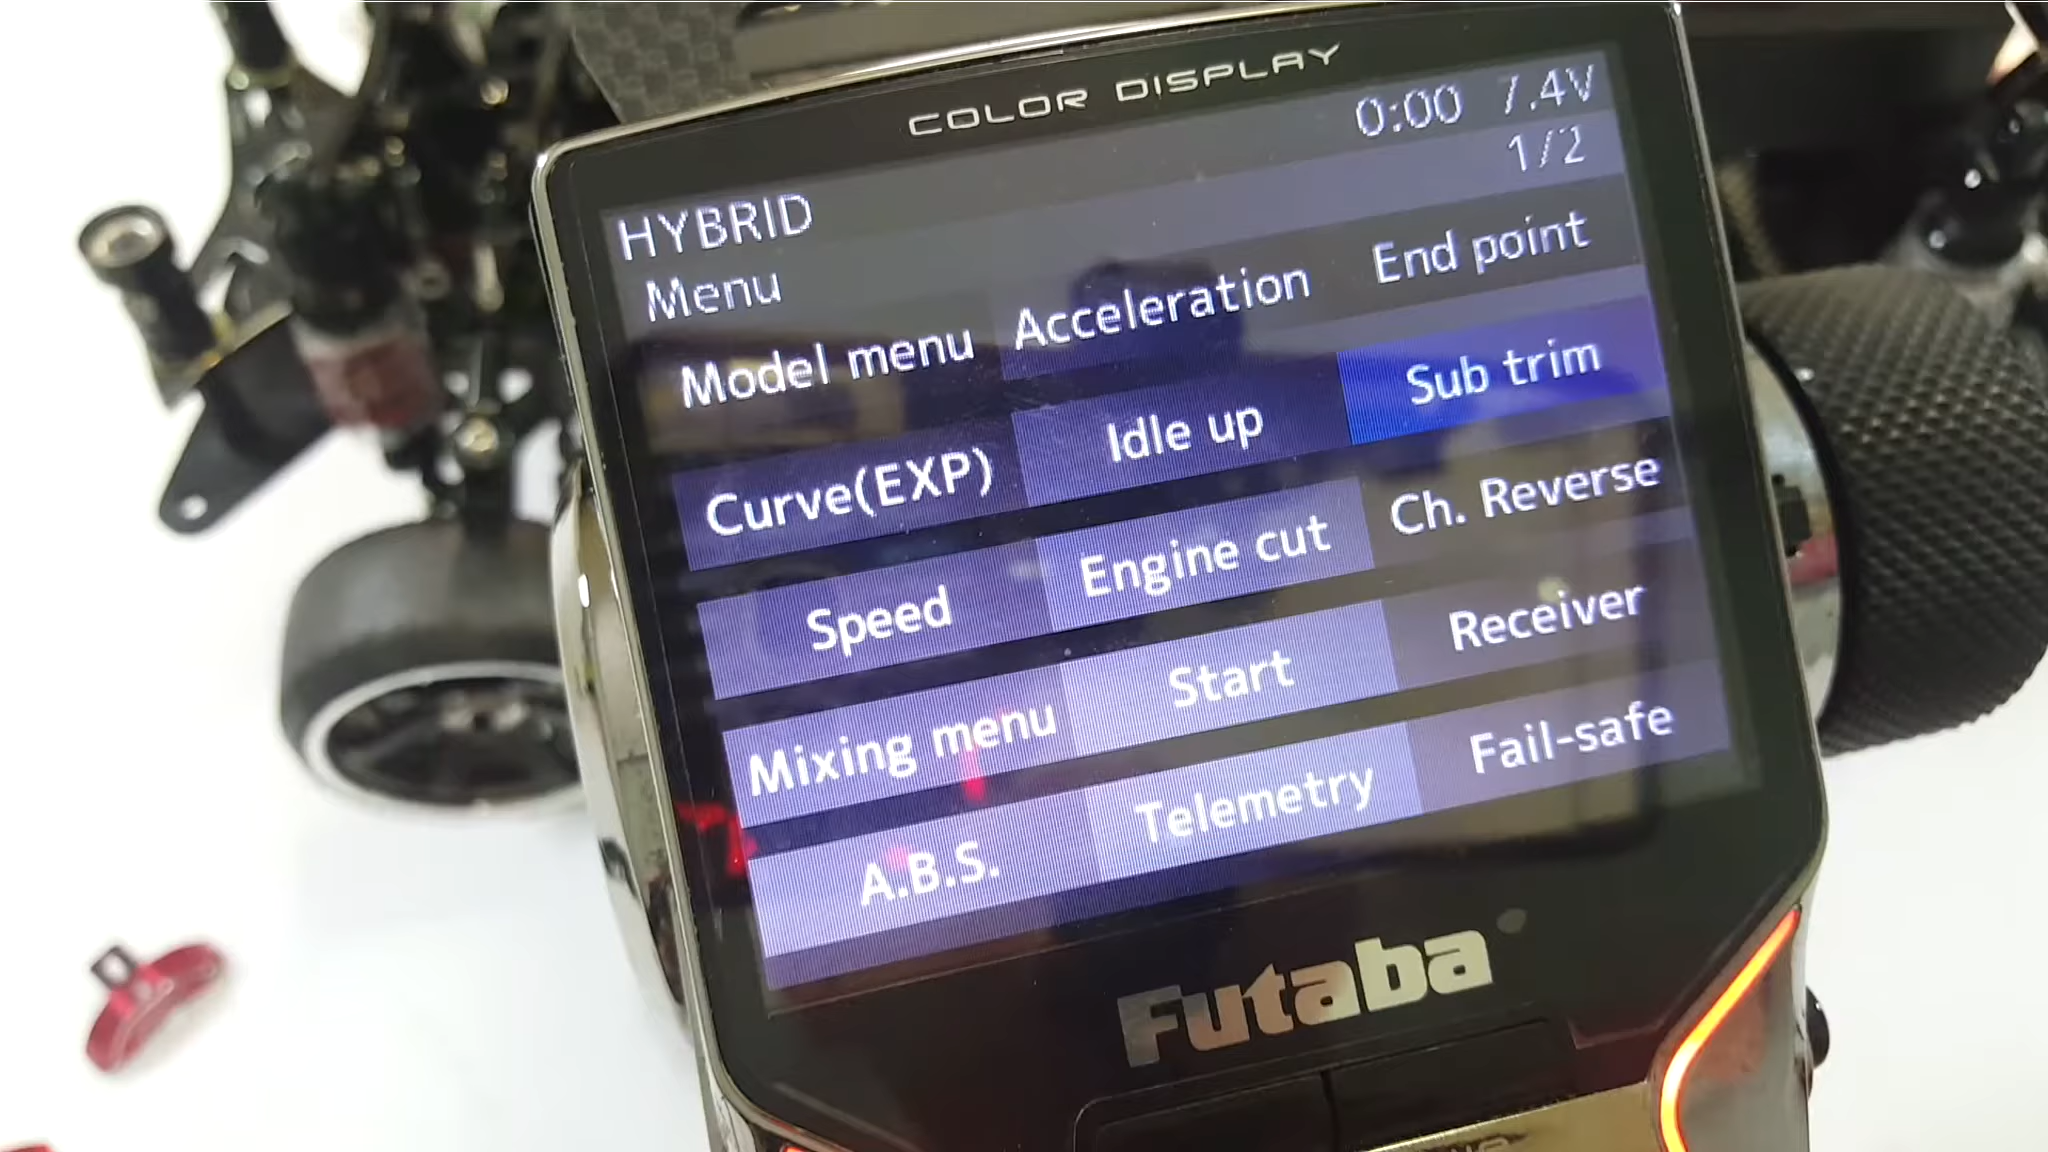 COLOR DISPLAY
HYBRID 0:00 7.4V
Menu 1/2
Model menu Acceleration End point
Curve(EXP) Idle up Sub trim
Speed Engine cut Ch. Reverse
Mixing menu Start Receiver
A.B.S. Telemetry Fail-safe
Futaba